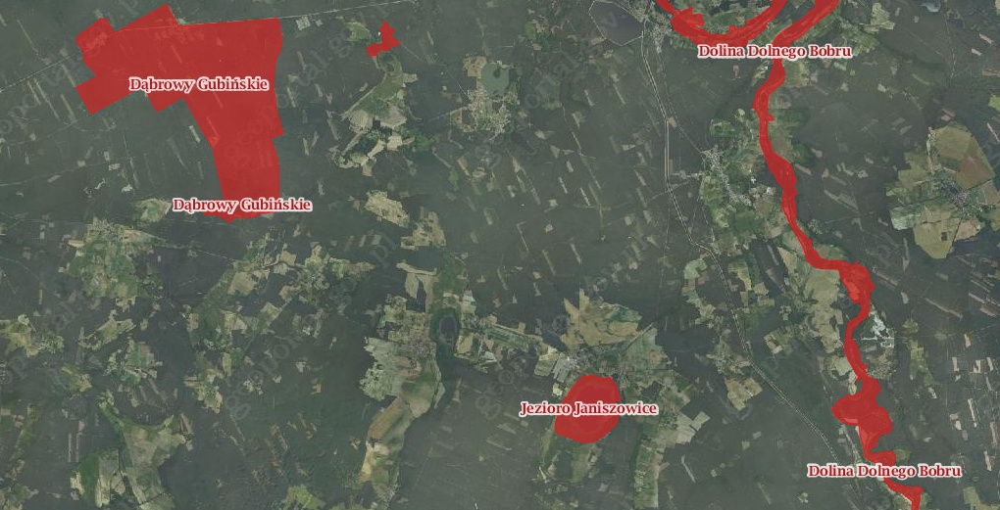 Dolina Dolnego Bobru
Dąbrowy Gubińskie
Dąbrowy Gubińskie
Jezioro Janiszowice
Dolina Dolnego Bobru